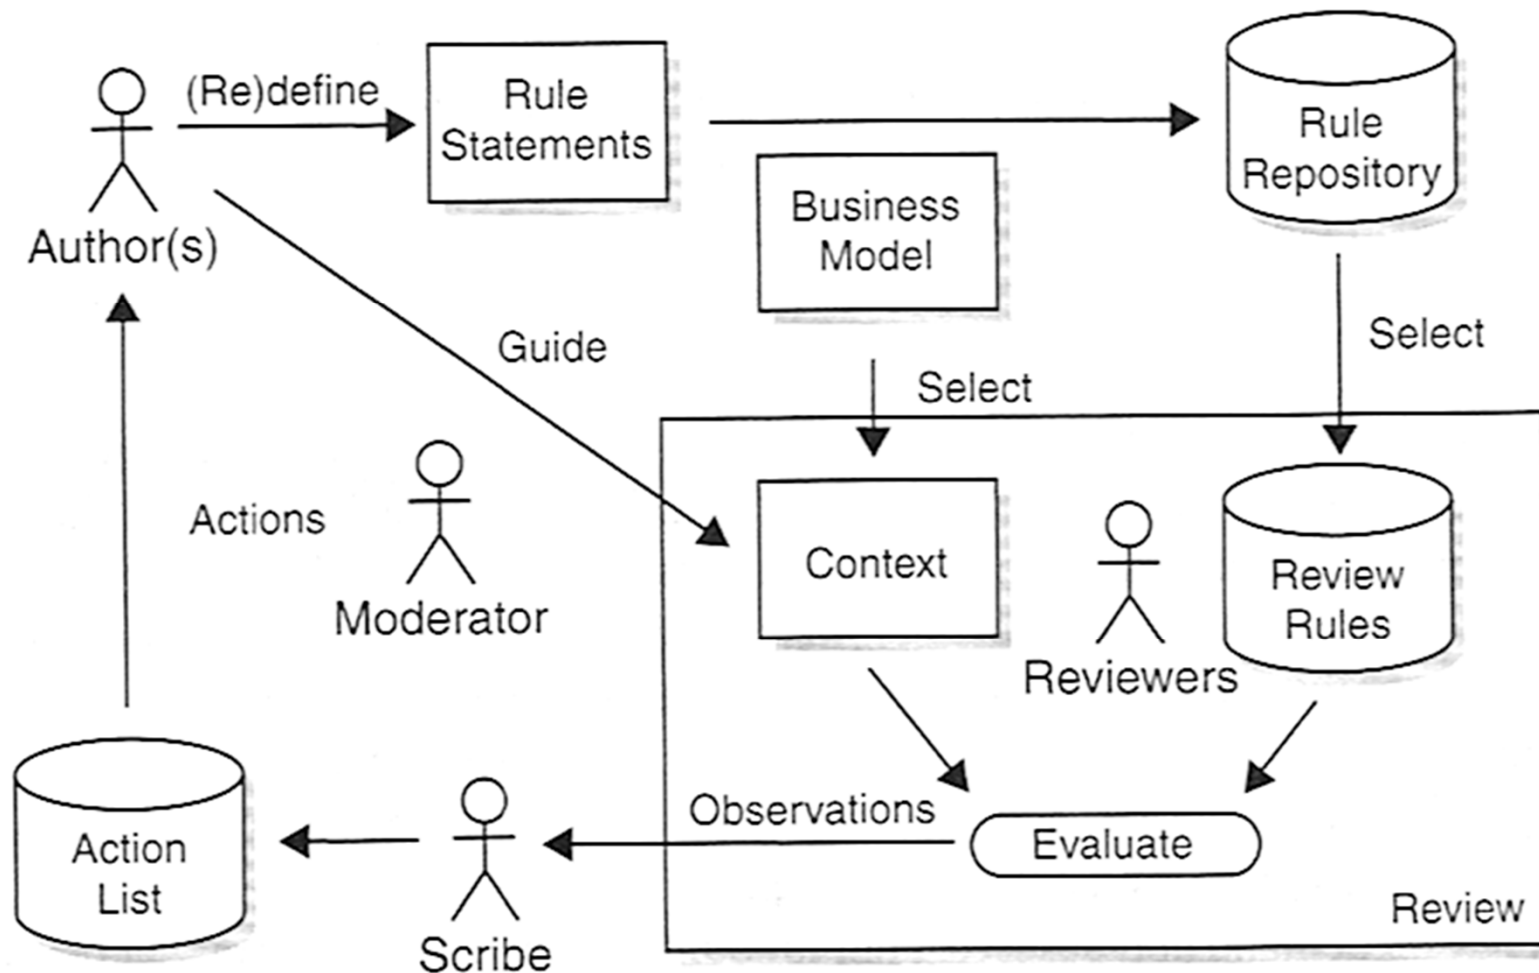 (Re)define
Rule
Statements
Rule
Repository
Business
Model
Author(s)
Guide
Select
Select
Actions
Moderator
Context
Reviewers
Review
Rules
Observations
Evaluate
Action
List
Scribe
Review